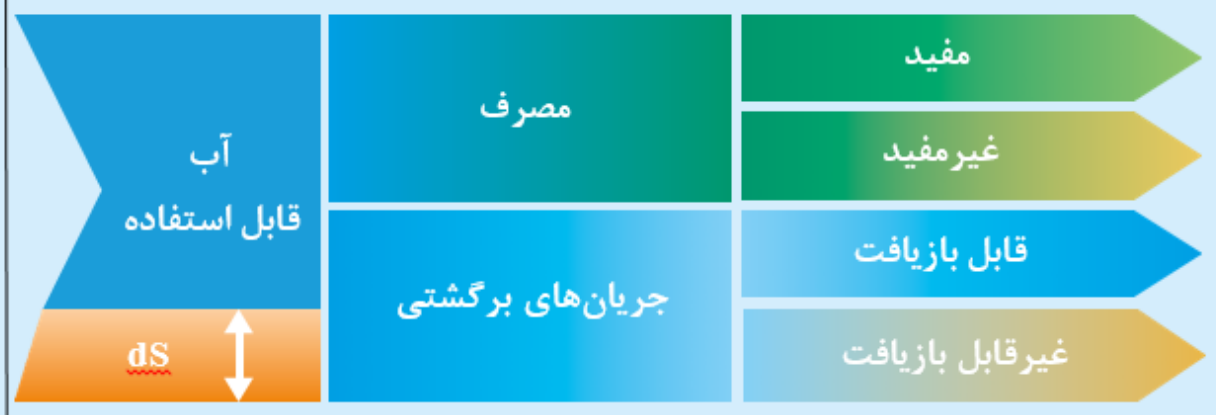 آب
قابل استفاده
dS
مصرف
جریان‌های برگشتی
مفید
غیرمفید
قابل بازیافت
غیرقابل بازیافت